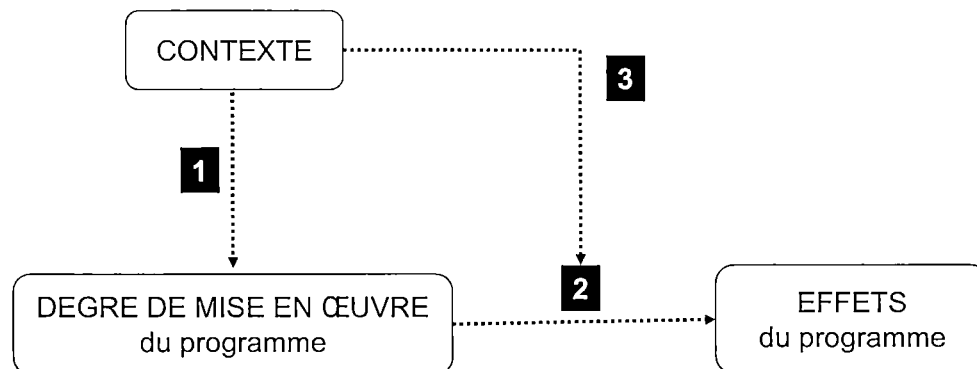 CONTEXTE
3
1
2
DEGRE DE MISE EN ŒUVRE
du programme
EFFETS
du programme